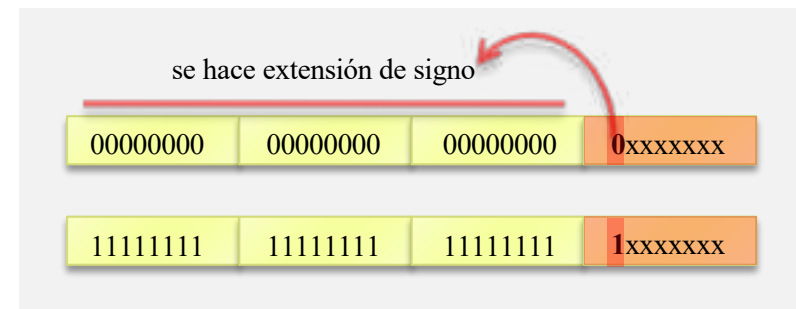 se hace extensión de signo
00000000 00000000 00000000 0xxxxxxx
11111111 11111111 11111111 1xxxxxxx